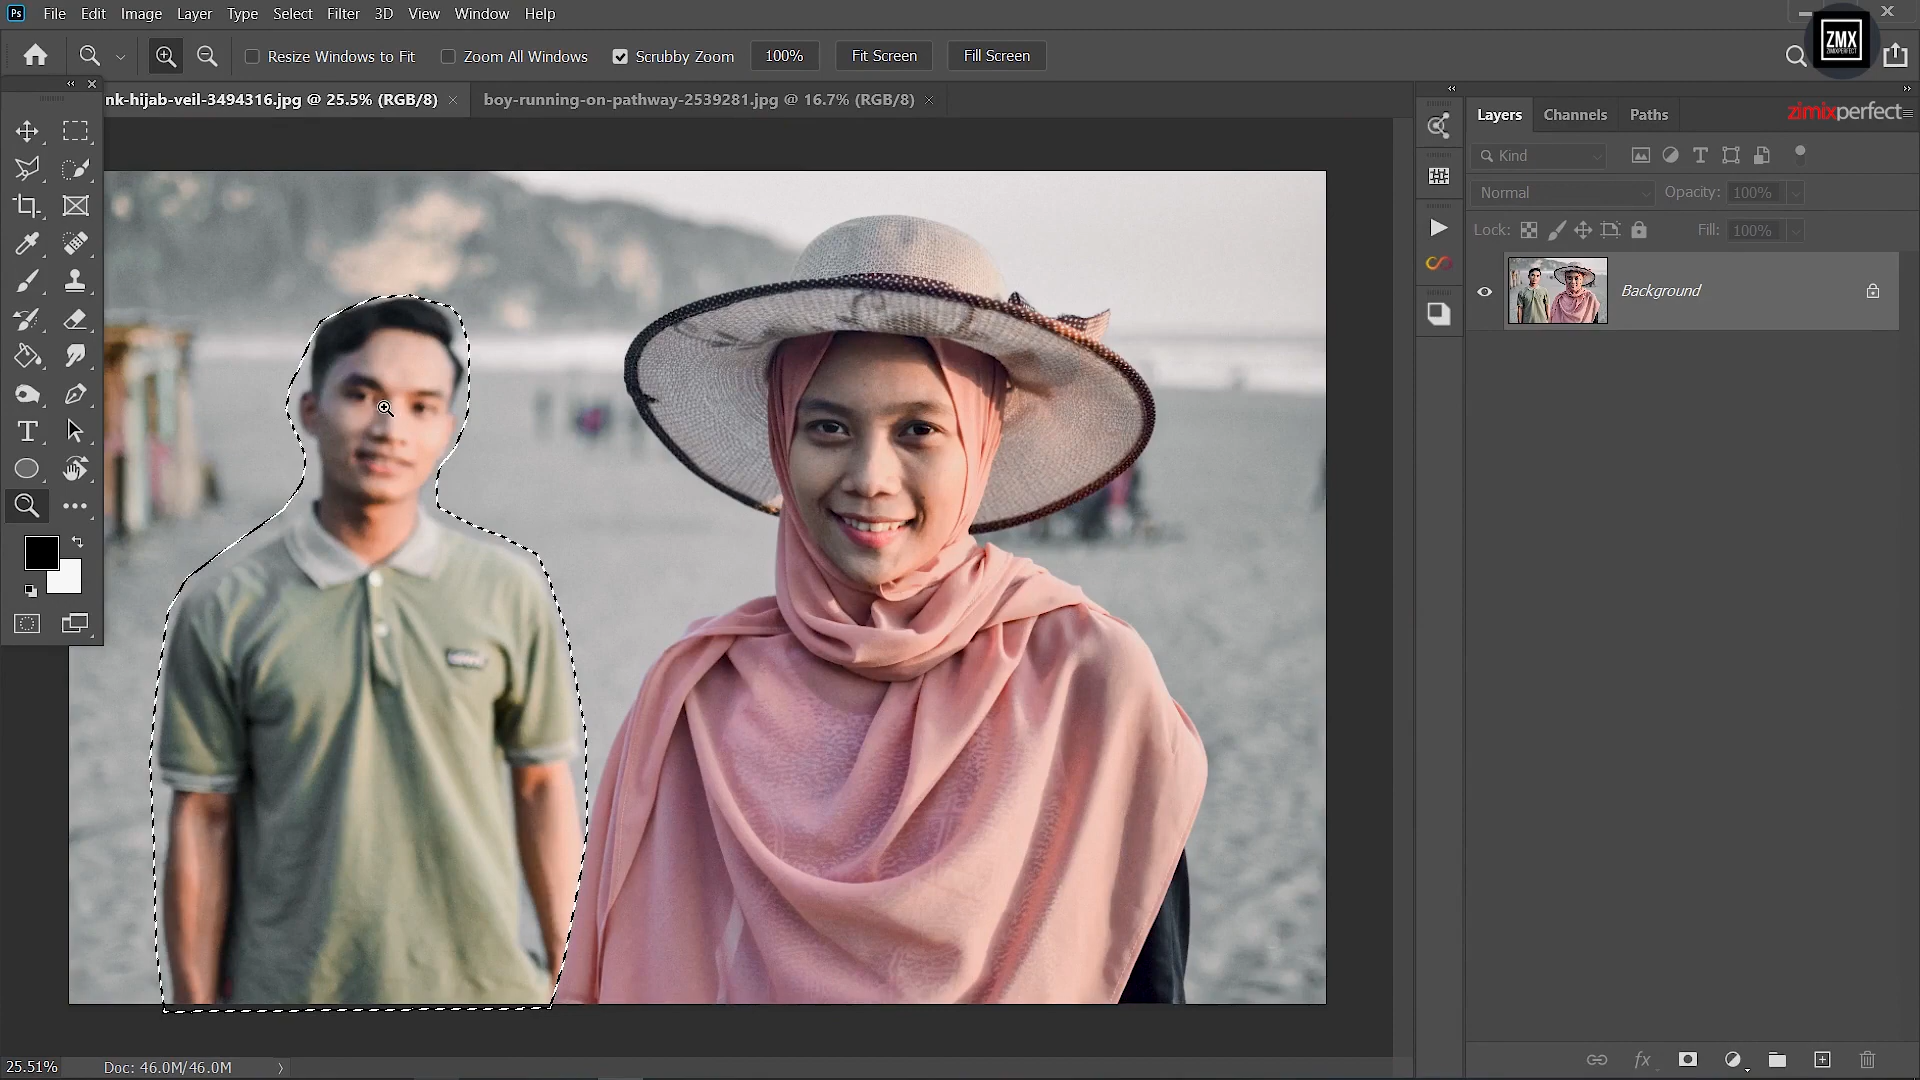 Ps File Edit Image Layer Type Select Filter 3D View Window Help
ZMX
ZIMIXPERFECT
Resize Windows to Fit Zoom All Windows Scrubby Zoom 100% Fit Screen Fill Screen
nk-hijab-veil-3494316.jpg @ 25.5% (RGB/8) boy-running-on-pathway-2539281.jpg @ 16.7% (RGB/8)
Layers Channels Paths zimixperfect
Kind
Normal Opacity: 100%
Lock: Fill: 100%
Background
25.51% Doc: 46.0M/46.0M
fx